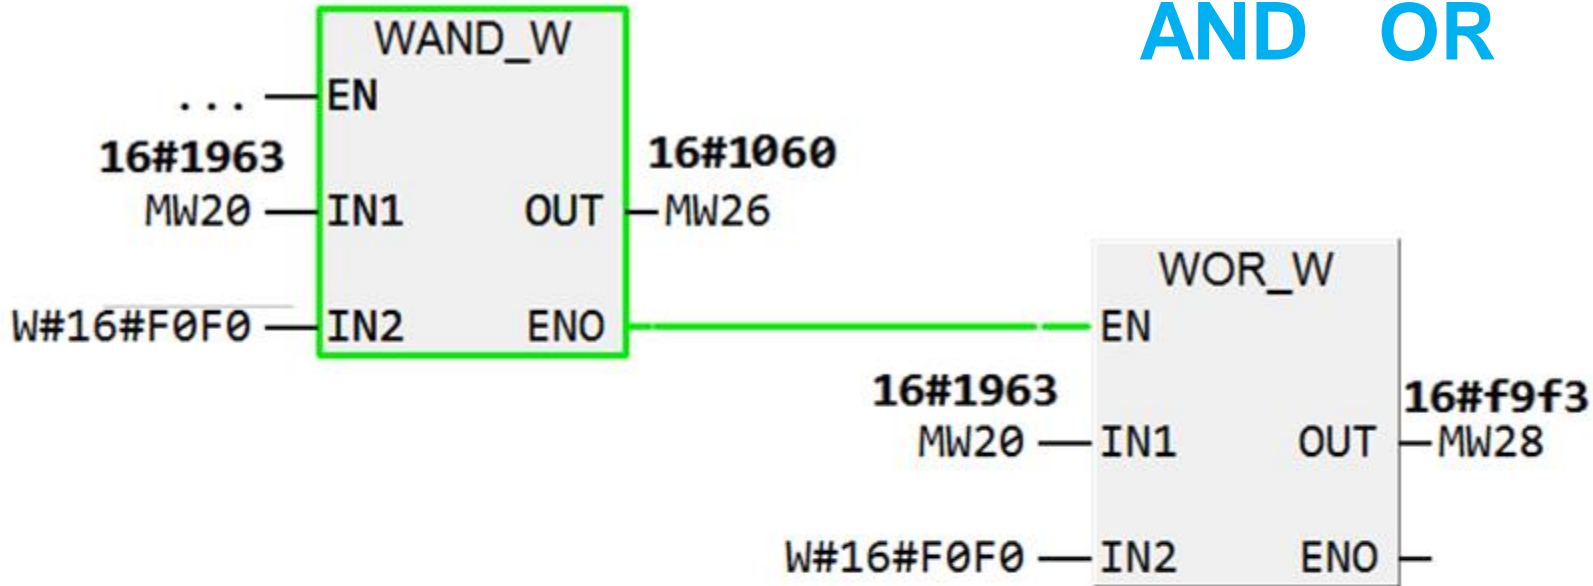 AND OR
WAND_W
... EN
16#1963
MW20 IN1 OUT MW26
16#1060
W#16#F0F0 IN2 ENO
WOR_W
EN
16#1963
MW20 IN1 OUT MW28
16#f9f3
W#16#F0F0 IN2 ENO